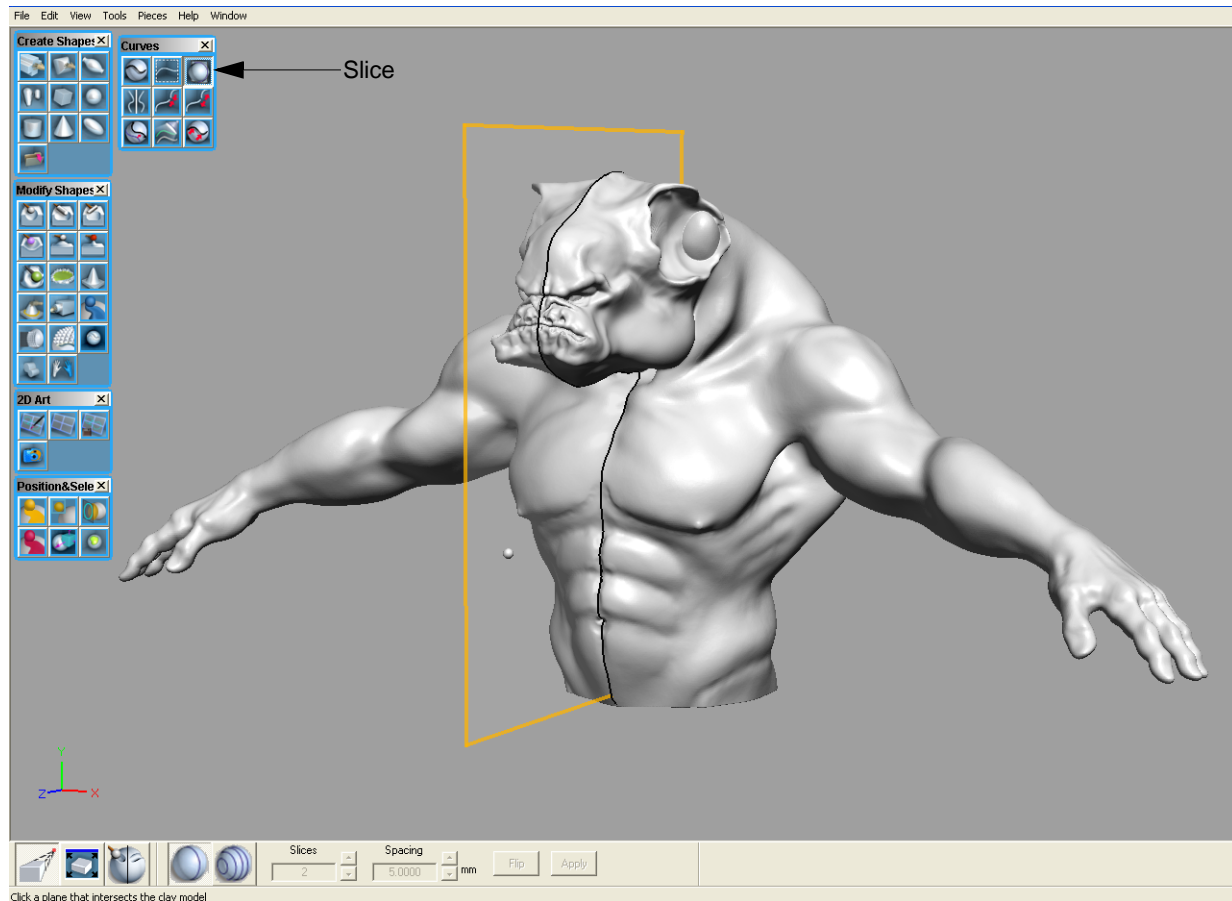 File Edit View Tools Pieces Help Window
Create Shapes
Curves
Slice
Modify Shapes
2D Art
Position&Sele
Y
Z X
Slices Spacing
2 5.0000 mm Flip Apply
Click a plane that intersects the clay model